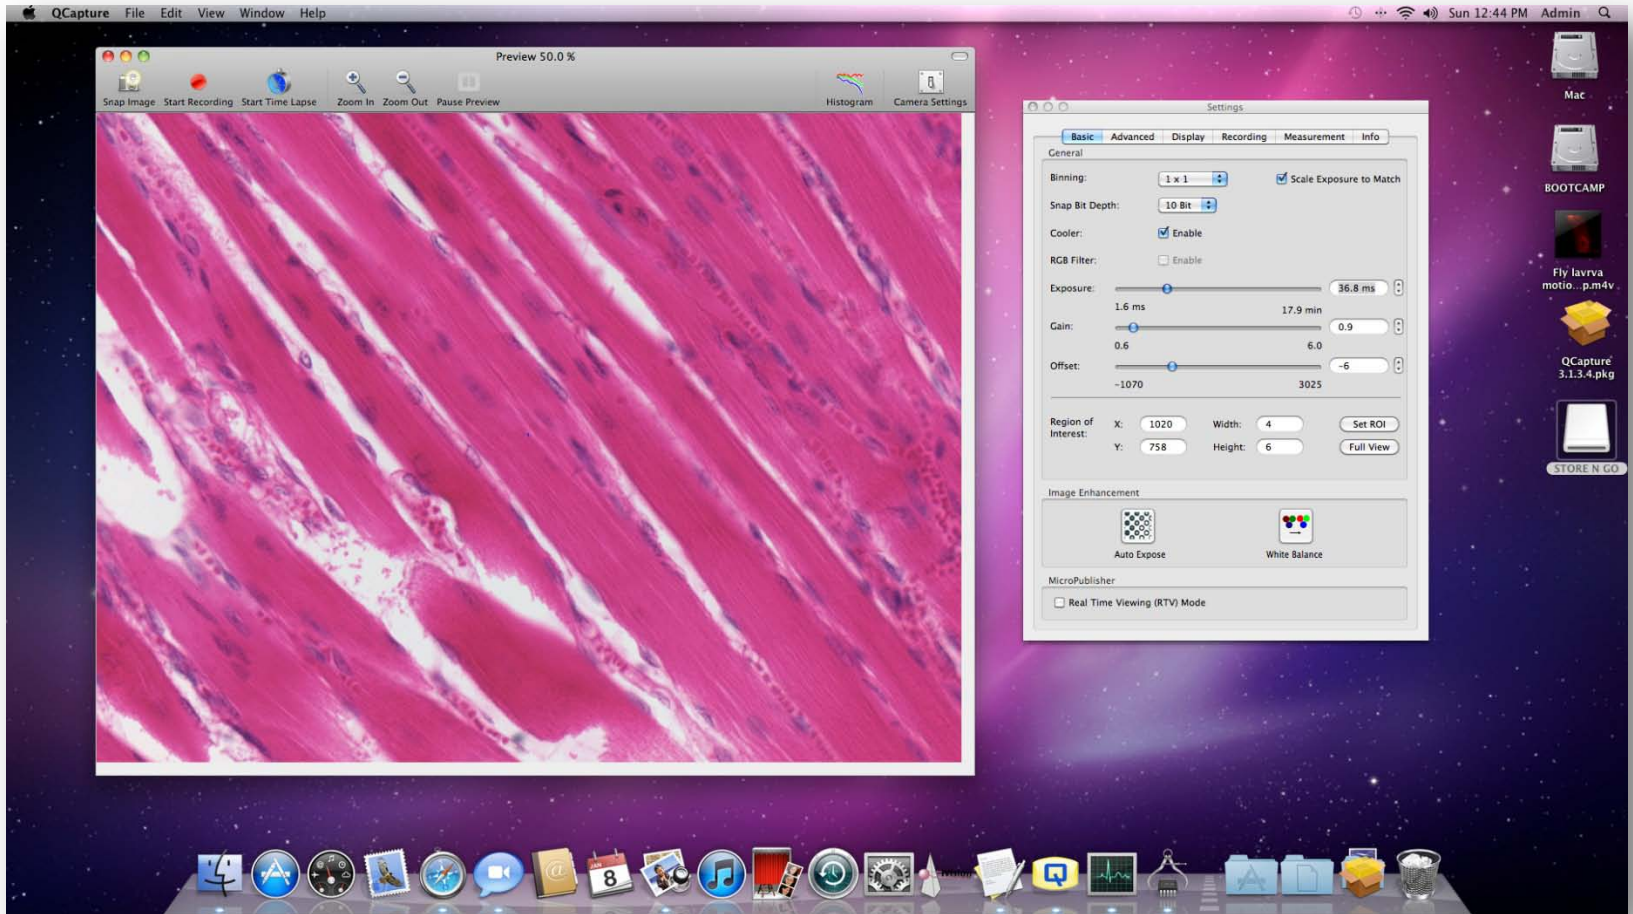 QCapture File Edit View Window Help
Sun 12:44 PM Admin
Preview 50.0 %
Snap Image Start Recording Start Time Lapse Zoom In Zoom Out Pause Preview Histogram Camera Settings
Settings
Basic Advanced Display Recording Measurement Info
General
Binning: 1 x 1 Scale Exposure to Match
Snap Bit Depth: 10 Bit
Cooler: Enable
RGB Filter: Enable
Exposure: 36.8 ms
1.6 ms 17.9 min
Gain: 0.9
0.6 6.0
Offset: -6
-1070 3025
Region of
Interest:
X: 1020 Width: 4 Set ROI
Y: 758 Height: 6 Full View
Image Enhancement
Auto Expose White Balance
MicroPublisher
Real Time Viewing (RTV) Mode
Mac
BOOTCAMP
Fly lavrva
motio...p.m4v
QCapture
3.1.3.4.pkg
STORE N GO
JAN
8
Q